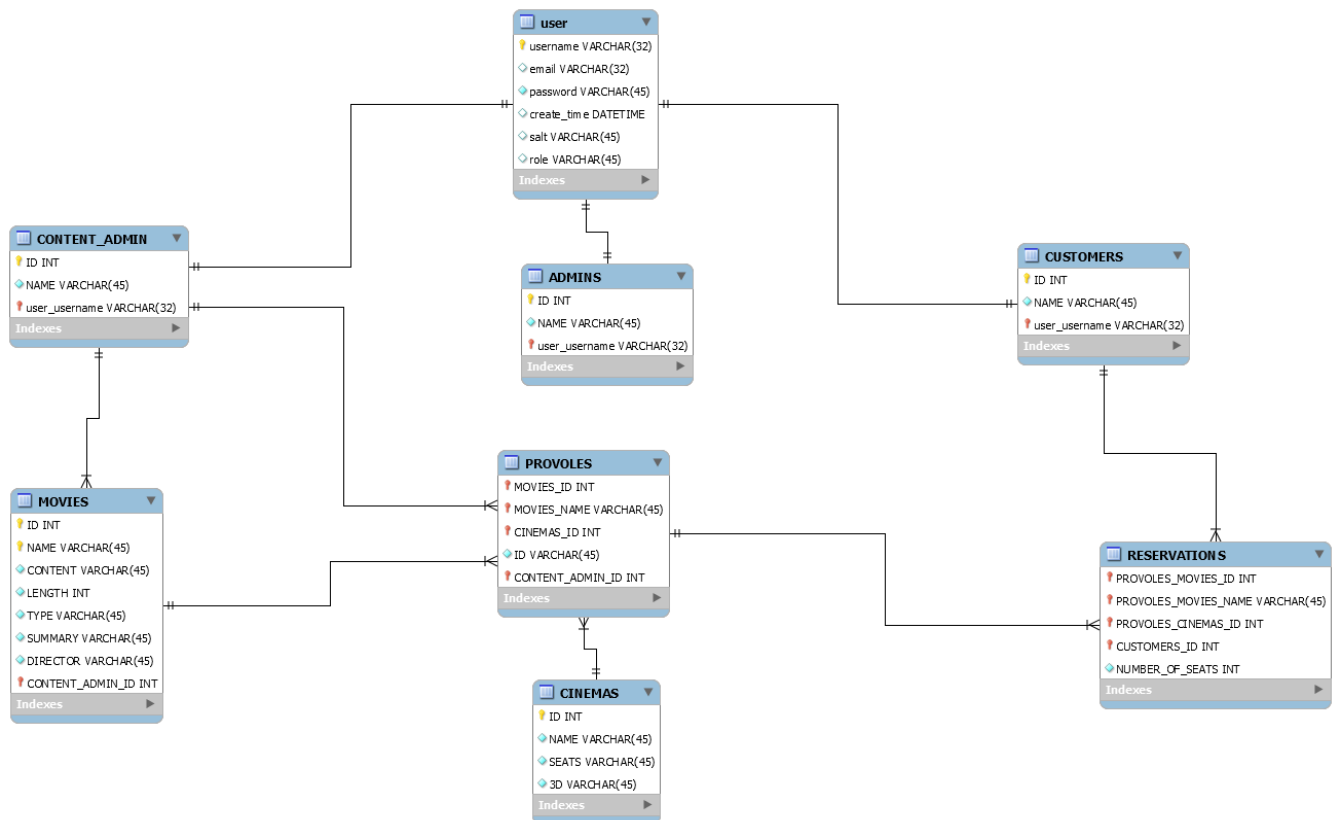 user
username VARCHAR(32)
email VARCHAR(32)
password VARCHAR(45)
create_time DATETIME
salt VARCHAR(45)
role VARCHAR(45)
Indexes
CONTENT_ADMIN
ID INT
NAME VARCHAR(45)
user_username VARCHAR(32)
Indexes
ADMINS
ID INT
NAME VARCHAR(45)
user_username VARCHAR(32)
Indexes
CUSTOMERS
ID INT
NAME VARCHAR(45)
user_username VARCHAR(32)
Indexes
MOVIES
ID INT
NAME VARCHAR(45)
CONTENT VARCHAR(45)
LENGTH INT
TYPE VARCHAR(45)
SUMMARY VARCHAR(45)
DIRECTOR VARCHAR(45)
CONTENT_ADMIN_ID INT
Indexes
PROVOLES
MOVIES_ID INT
MOVIES_NAME VARCHAR(45)
CINEMAS_ID INT
ID VARCHAR(45)
CONTENT_ADMIN_ID INT
Indexes
RESERVATIONS
PROVOLES_MOVIES_ID INT
PROVOLES_MOVIES_NAME VARCHAR(45)
PROVOLES_CINEMAS_ID INT
CUSTOMERS_ID INT
NUMBER_OF_SEATS INT
Indexes
CINEMAS
ID INT
NAME VARCHAR(45)
SEATS VARCHAR(45)
3D VARCHAR(45)
Indexes